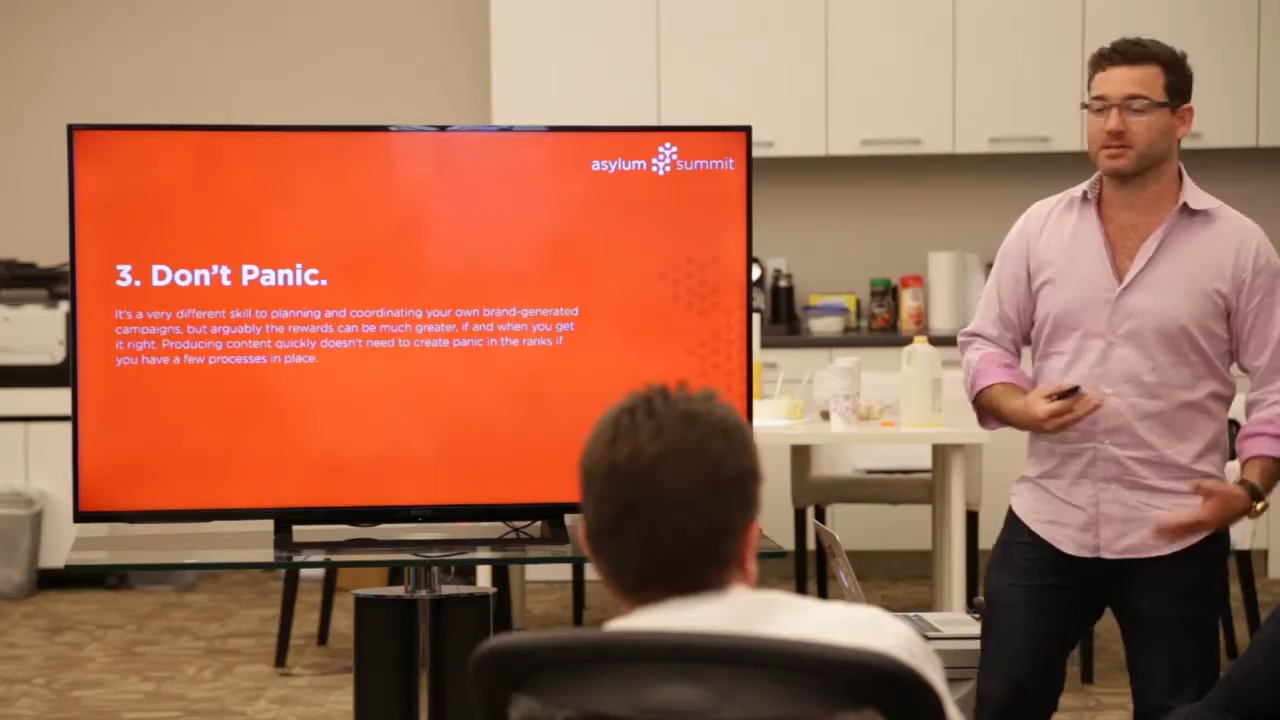 asylum summit
3. Don't Panic.
It's a very different skill to planning and coordinating your own brand-generated
campaigns, but arguably the rewards can be much greater, if and when you get
it right. Producing content quickly doesn't need to create panic in the ranks if
you have a few processes in place.